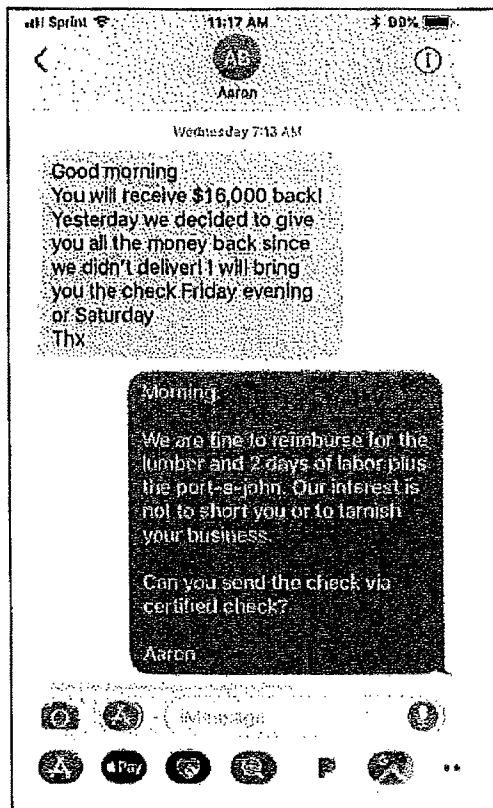 Sprint 11:17 AM 99%
AB
Aaron
Wednesday 7:13 AM
Good morning
You will receive $16,000 back!
Yesterday we decided to give
you all the money back since
we didn't deliver! I will bring
you the check Friday evening
or Saturday
Thx
Morning,
We are fine to reimburse for the
lumber and 2 days of labor plus
the port-a-john. Our interest is
not to short you or to tarnish
your business.
Can you send the check via
certified check?
Aaron
iMessage
Pay
P